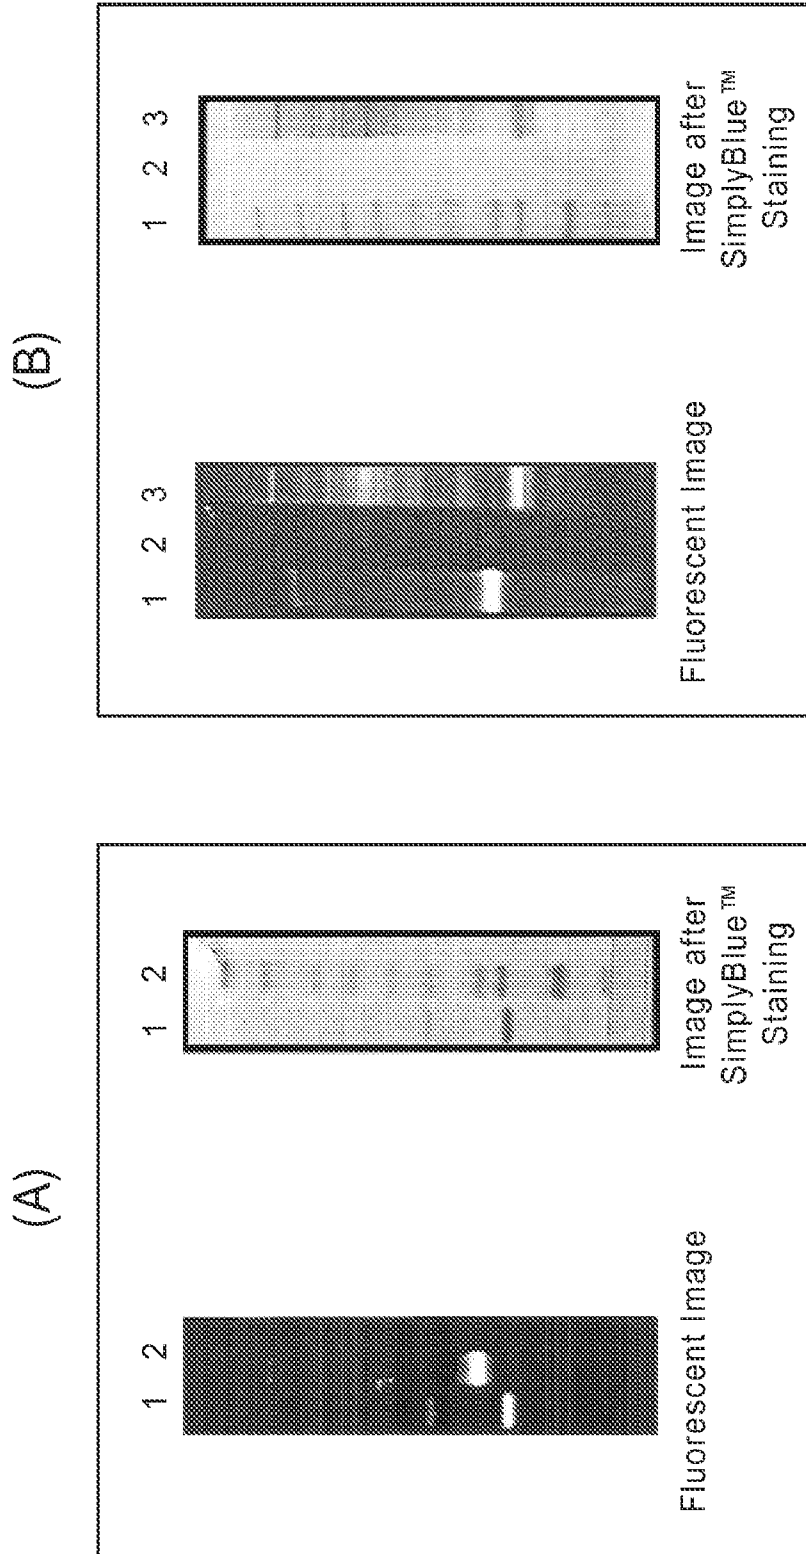 (A)
1 2
Fluorescent Image
1 2
Image after
SimplyBlue™
Staining
(B)
1 2 3
Fluorescent Image
1 2 3
Image after
SimplyBlue™
Staining